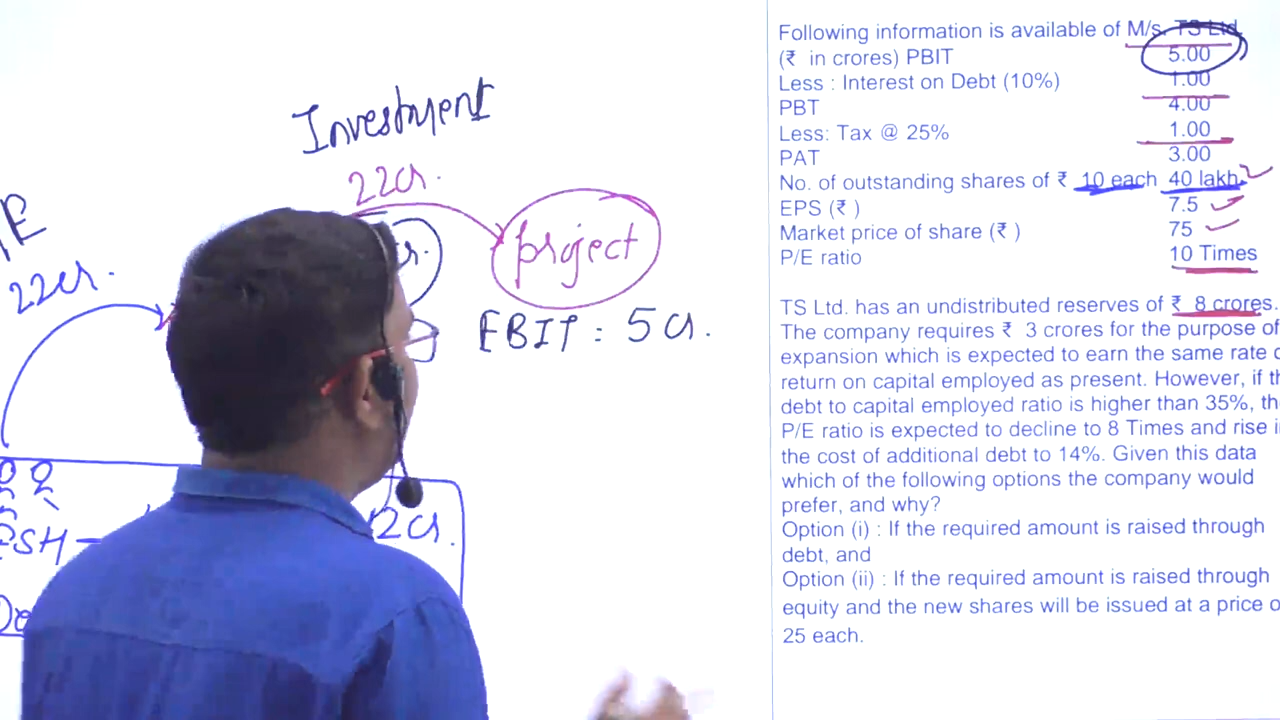 Investment
22cr.
project
EBIT : 5 cr.
22cr.
2cr.
Following information is available of M/s. TS Ltd.
(₹ in crores) PBIT 5.00
Less : Interest on Debt (10%) 1.00
PBT 4.00
Less: Tax @ 25% 1.00
PAT 3.00
No. of outstanding shares of ₹ 10 each 40 lakh
EPS (₹ ) 7.5
Market price of share (₹ ) 75
P/E ratio 10 Times
TS Ltd. has an undistributed reserves of ₹ 8 crores.
The company requires ₹ 3 crores for the purpose of
expansion which is expected to earn the same rate
return on capital employed as present. However, if
debt to capital employed ratio is higher than 35%,
P/E ratio is expected to decline to 8 Times and rise
the cost of additional debt to 14%. Given this data
which of the following options the company would
prefer, and why?
Option (i) : If the required amount is raised through
debt, and
Option (ii) : If the required amount is raised through
equity and the new shares will be issued at a price
25 each.